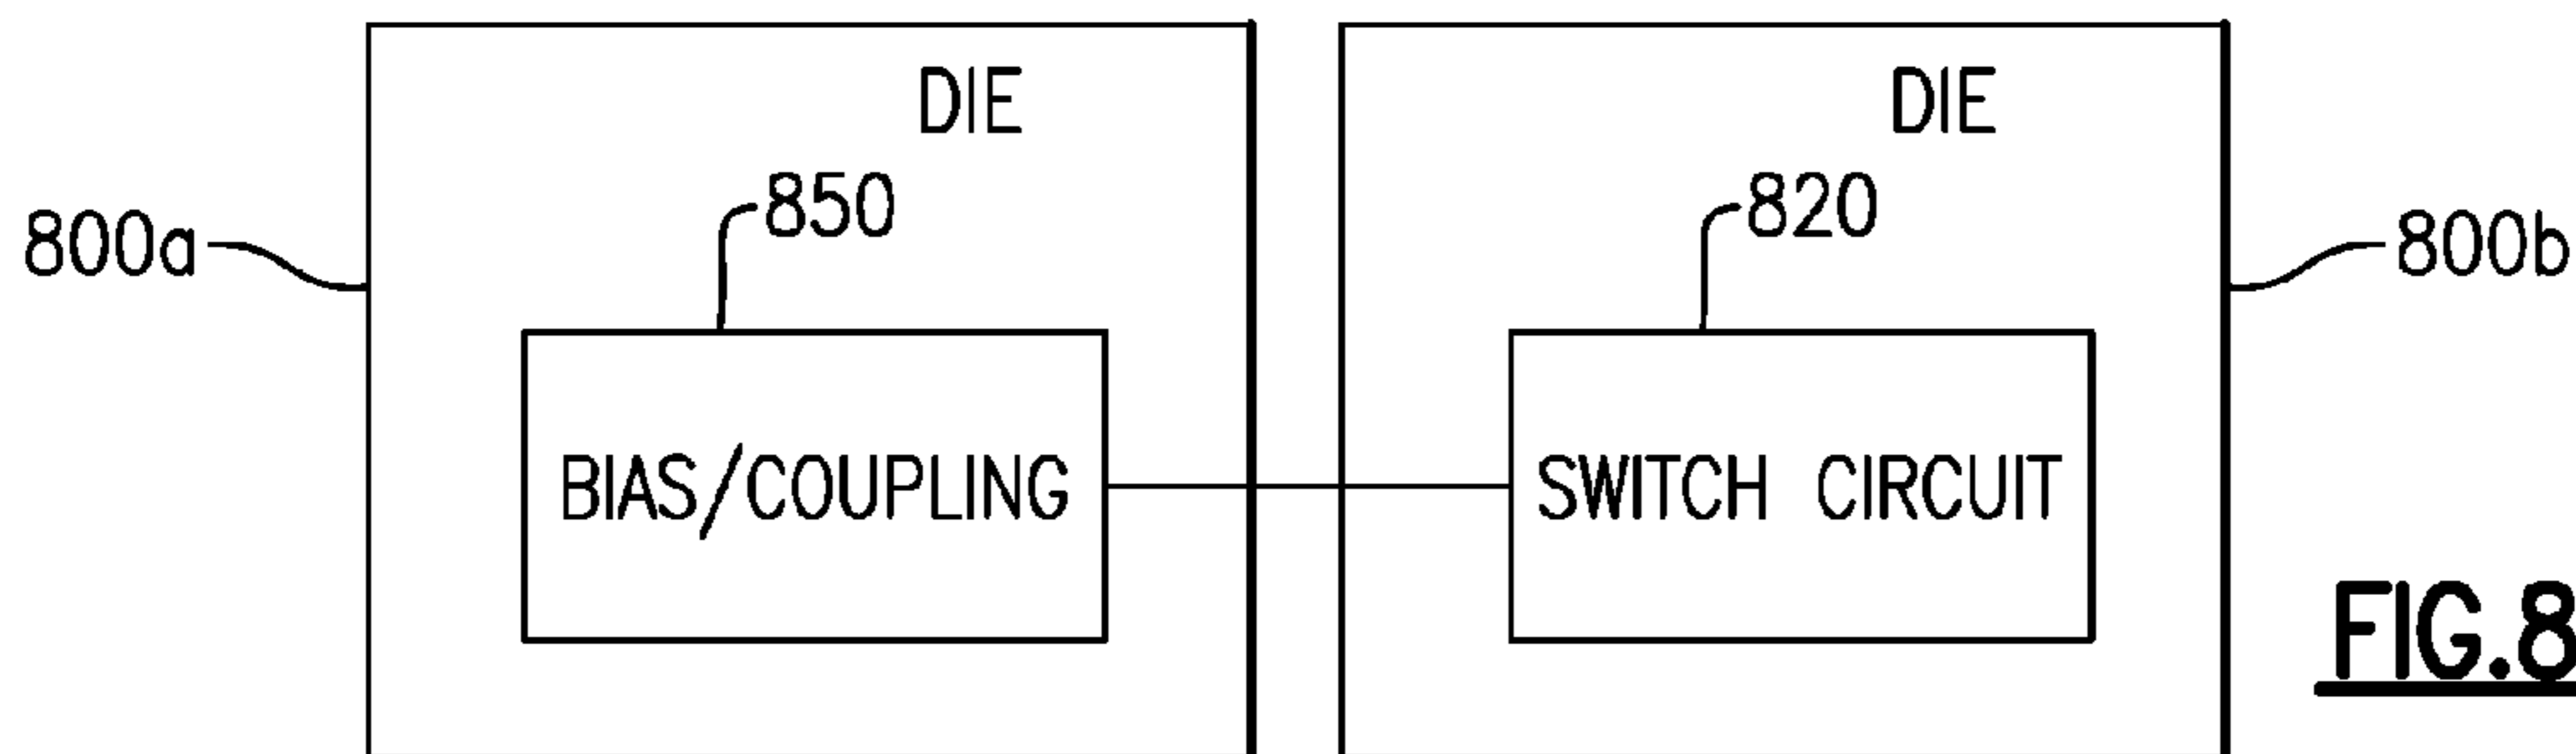 DIE
DIE
850
820
800a
800b
BIAS/COUPLING
SWITCH CIRCUIT
FIG.8